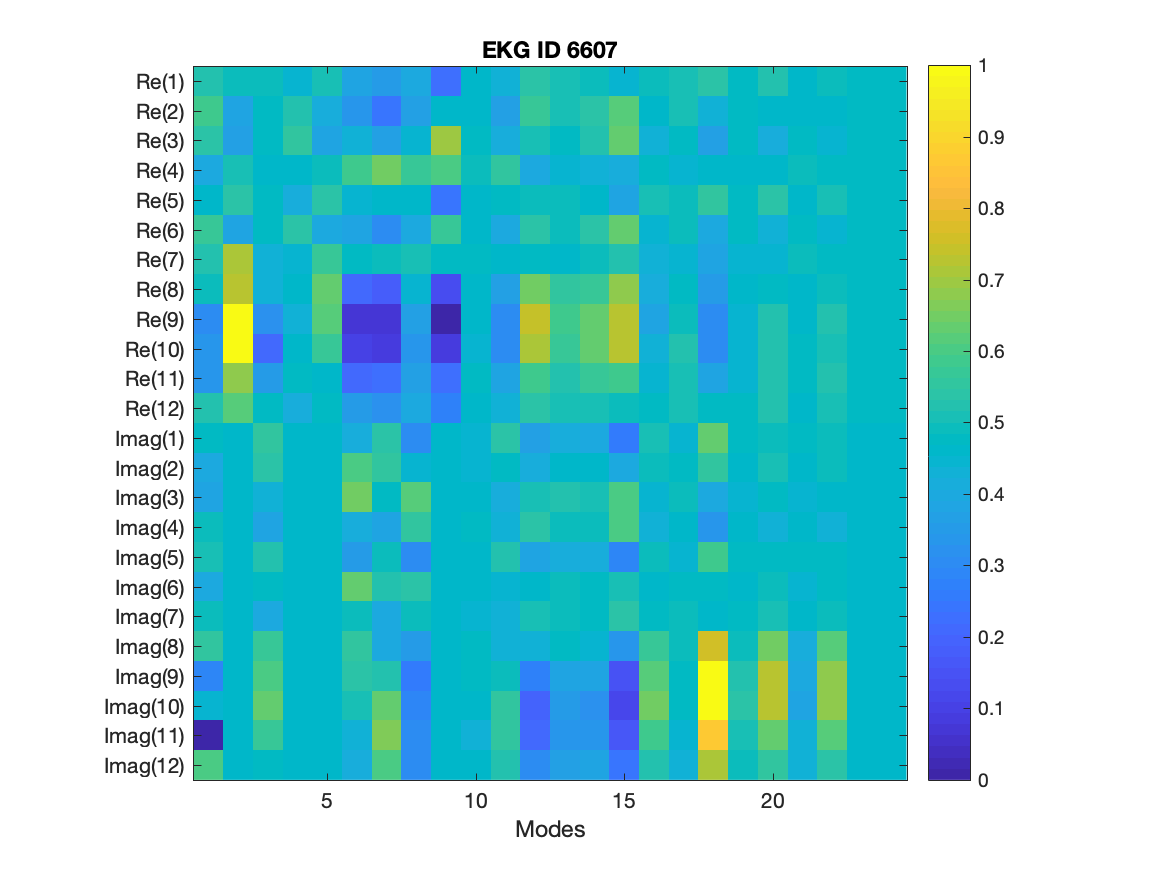 EKG ID 6607
Re(1)
Re(2)
Re(3)
Re(4)
Re(5)
Re(6)
Re(7)
Re(8)
Re(9)
Re(10)
Re(11)
Re(12)
Imag(1)
Imag(2)
Imag(3)
Imag(4)
Imag(5)
Imag(6)
Imag(7)
Imag(8)
Imag(9)
Imag(10)
Imag(11)
Imag(12)
5 10 15 20
Modes
1
0.9
0.8
0.7
0.6
0.5
0.4
0.3
0.2
0.1
0